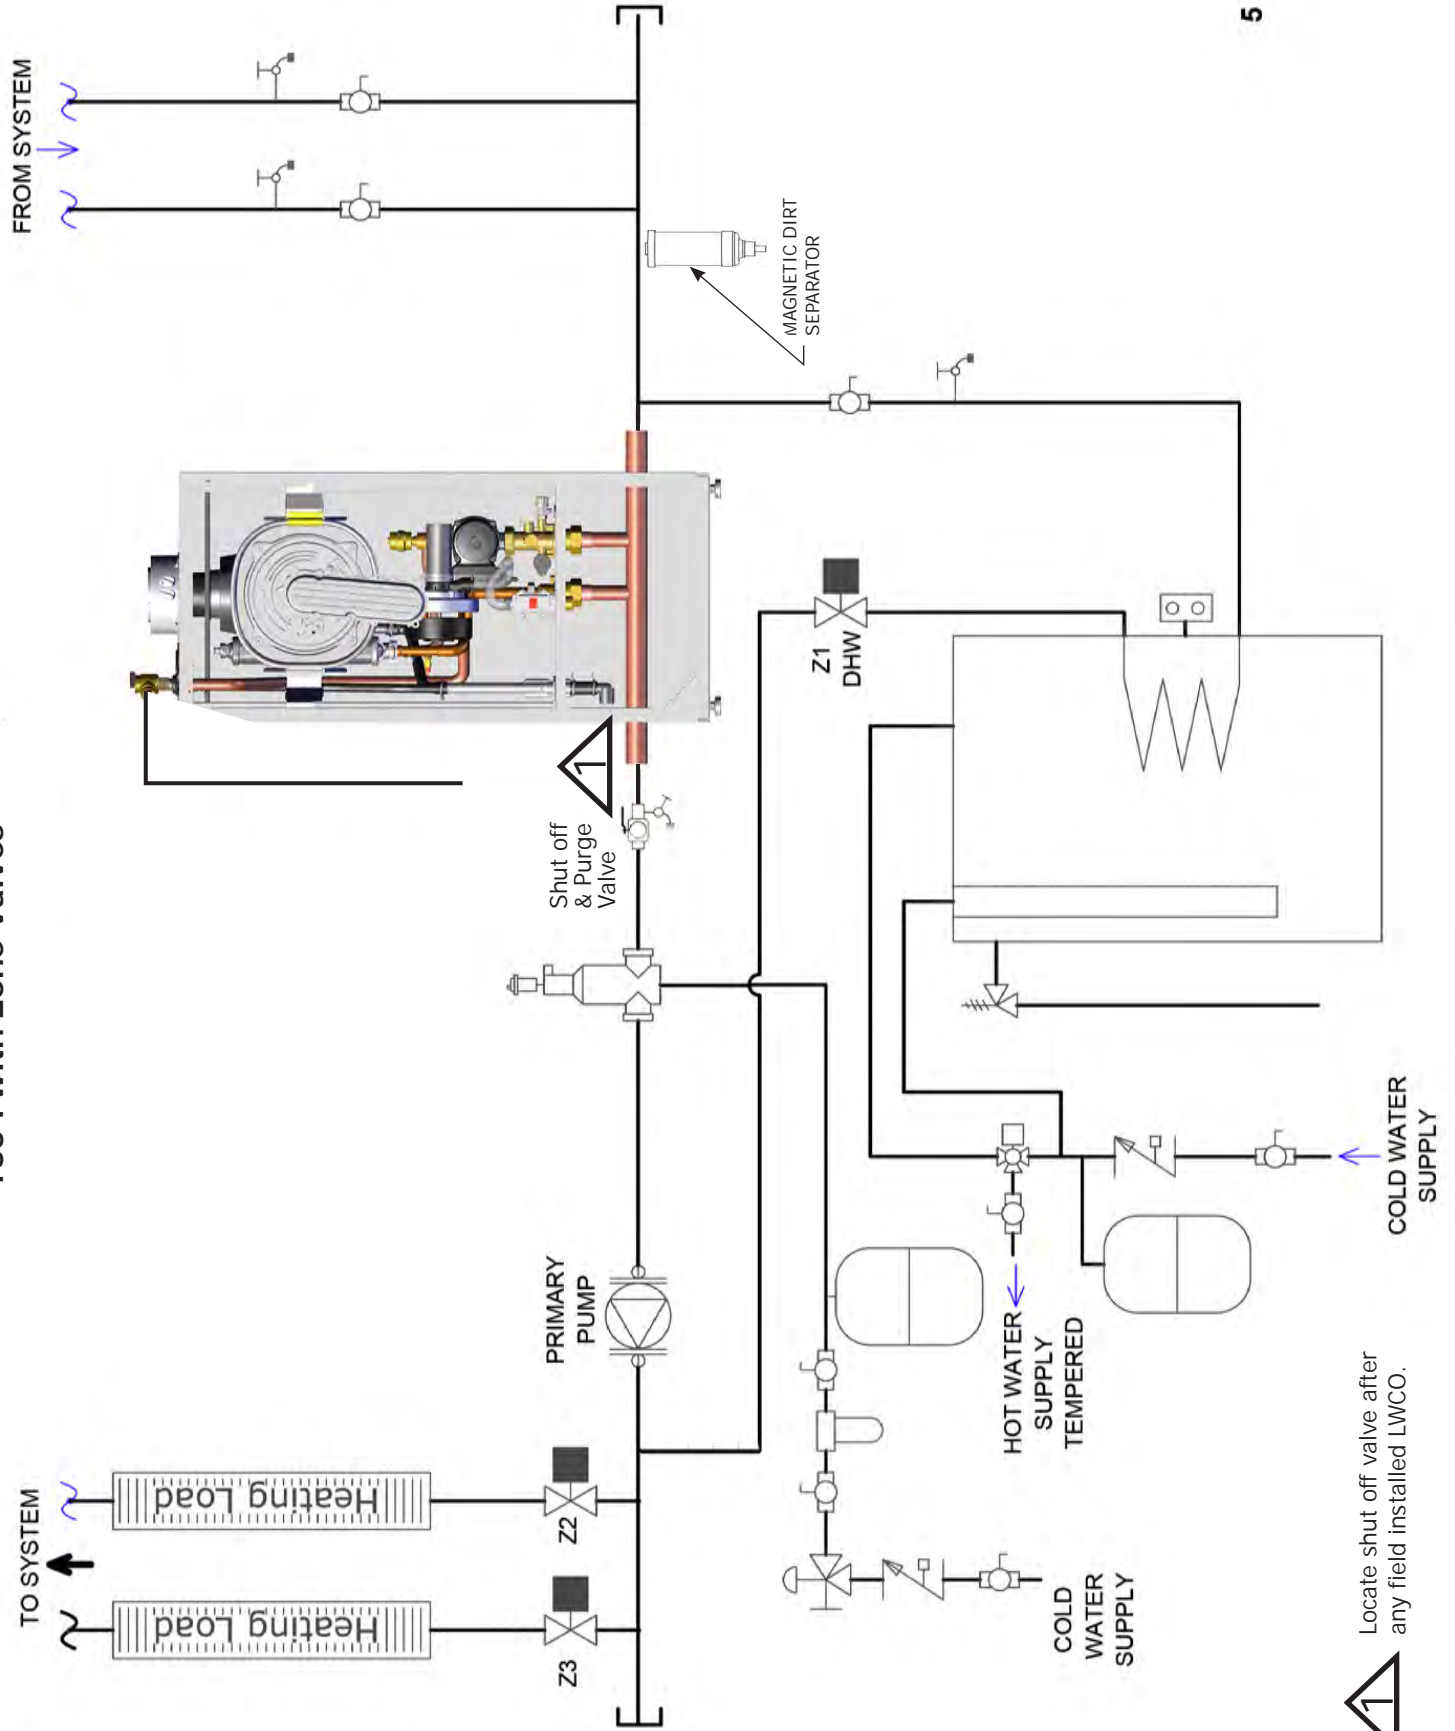 5
FROM SYSTEM
MAGNETIC DIRT
SEPARATOR
Z1
DHW
1
Shut off
& Purge
Valve
PRIMARY
PUMP
TO SYSTEM
Heating Load
Heating Load
Z2
Z3
HOT WATER
SUPPLY
TEMPERED
COLD WATER
SUPPLY
COLD
WATER
SUPPLY
1
Locate shut off valve after
any field installed LWCO.